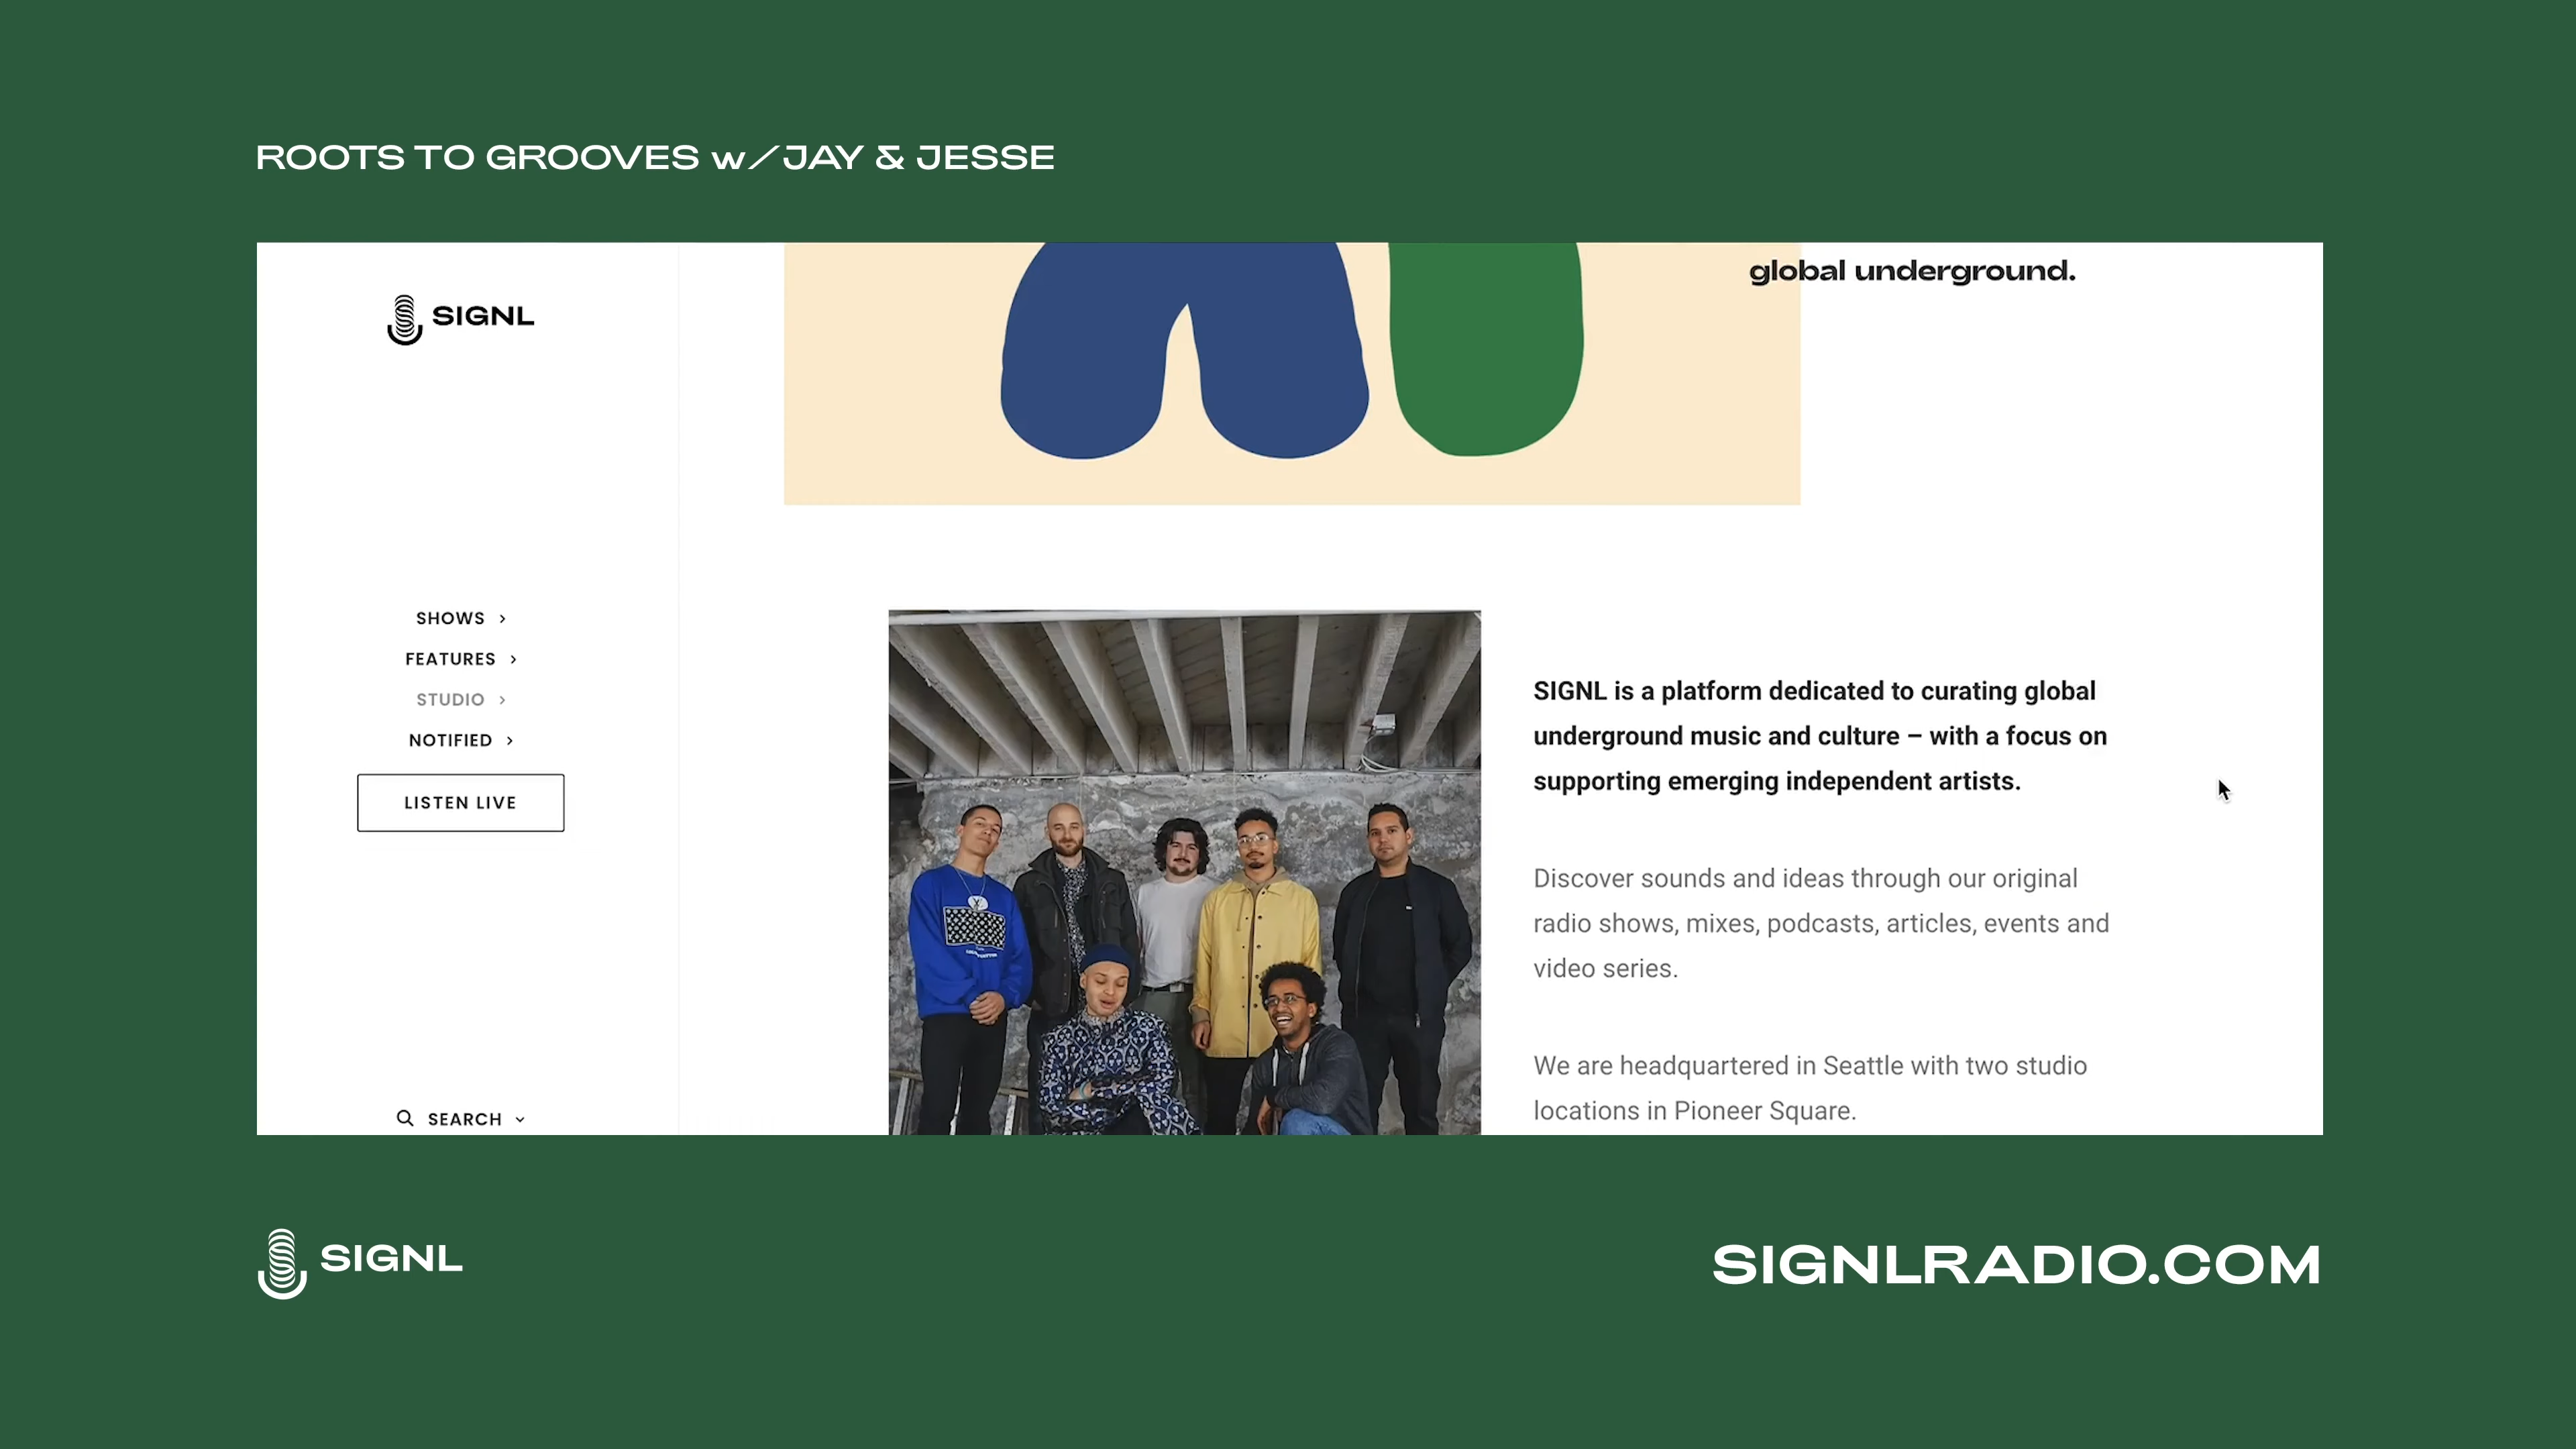 ROOTS TO GROOVES w/JAY & JESSE
SIGNL
SHOWS
FEATURES
STUDIO
NOTIFIED
LISTEN LIVE
SEARCH
global underground.
SIGNL is a platform dedicated to curating global
underground music and culture – with a focus on
supporting emerging independent artists.
Discover sounds and ideas through our original
radio shows, mixes, podcasts, articles, events and
video series.
We are headquartered in Seattle with two studio
locations in Pioneer Square.
SIGNL
SIGNLRADIO.COM